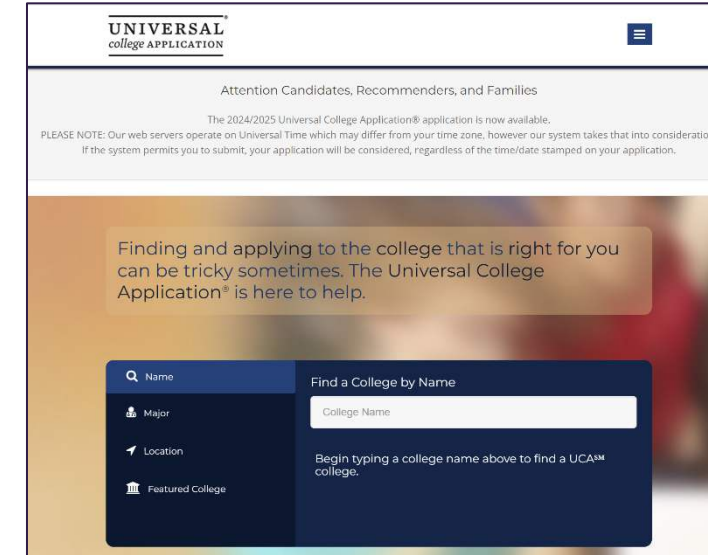 UNIVERSAL®
college APPLICATION
Attention Candidates, Recommenders, and Families
The 2024/2025 Universal College Application® application is now available.
PLEASE NOTE: Our web servers operate on Universal Time which may differ from your time zone, however our system takes that into consideratio
If the system permits you to submit, your application will be considered, regardless of the time/date stamped on your application.
Finding and applying to the college that is right for you
can be tricky sometimes. The Universal College
Application® is here to help.
Name
Major
Location
Featured College
Find a College by Name
College Name
Begin typing a college name above to find a UCA℠
college.